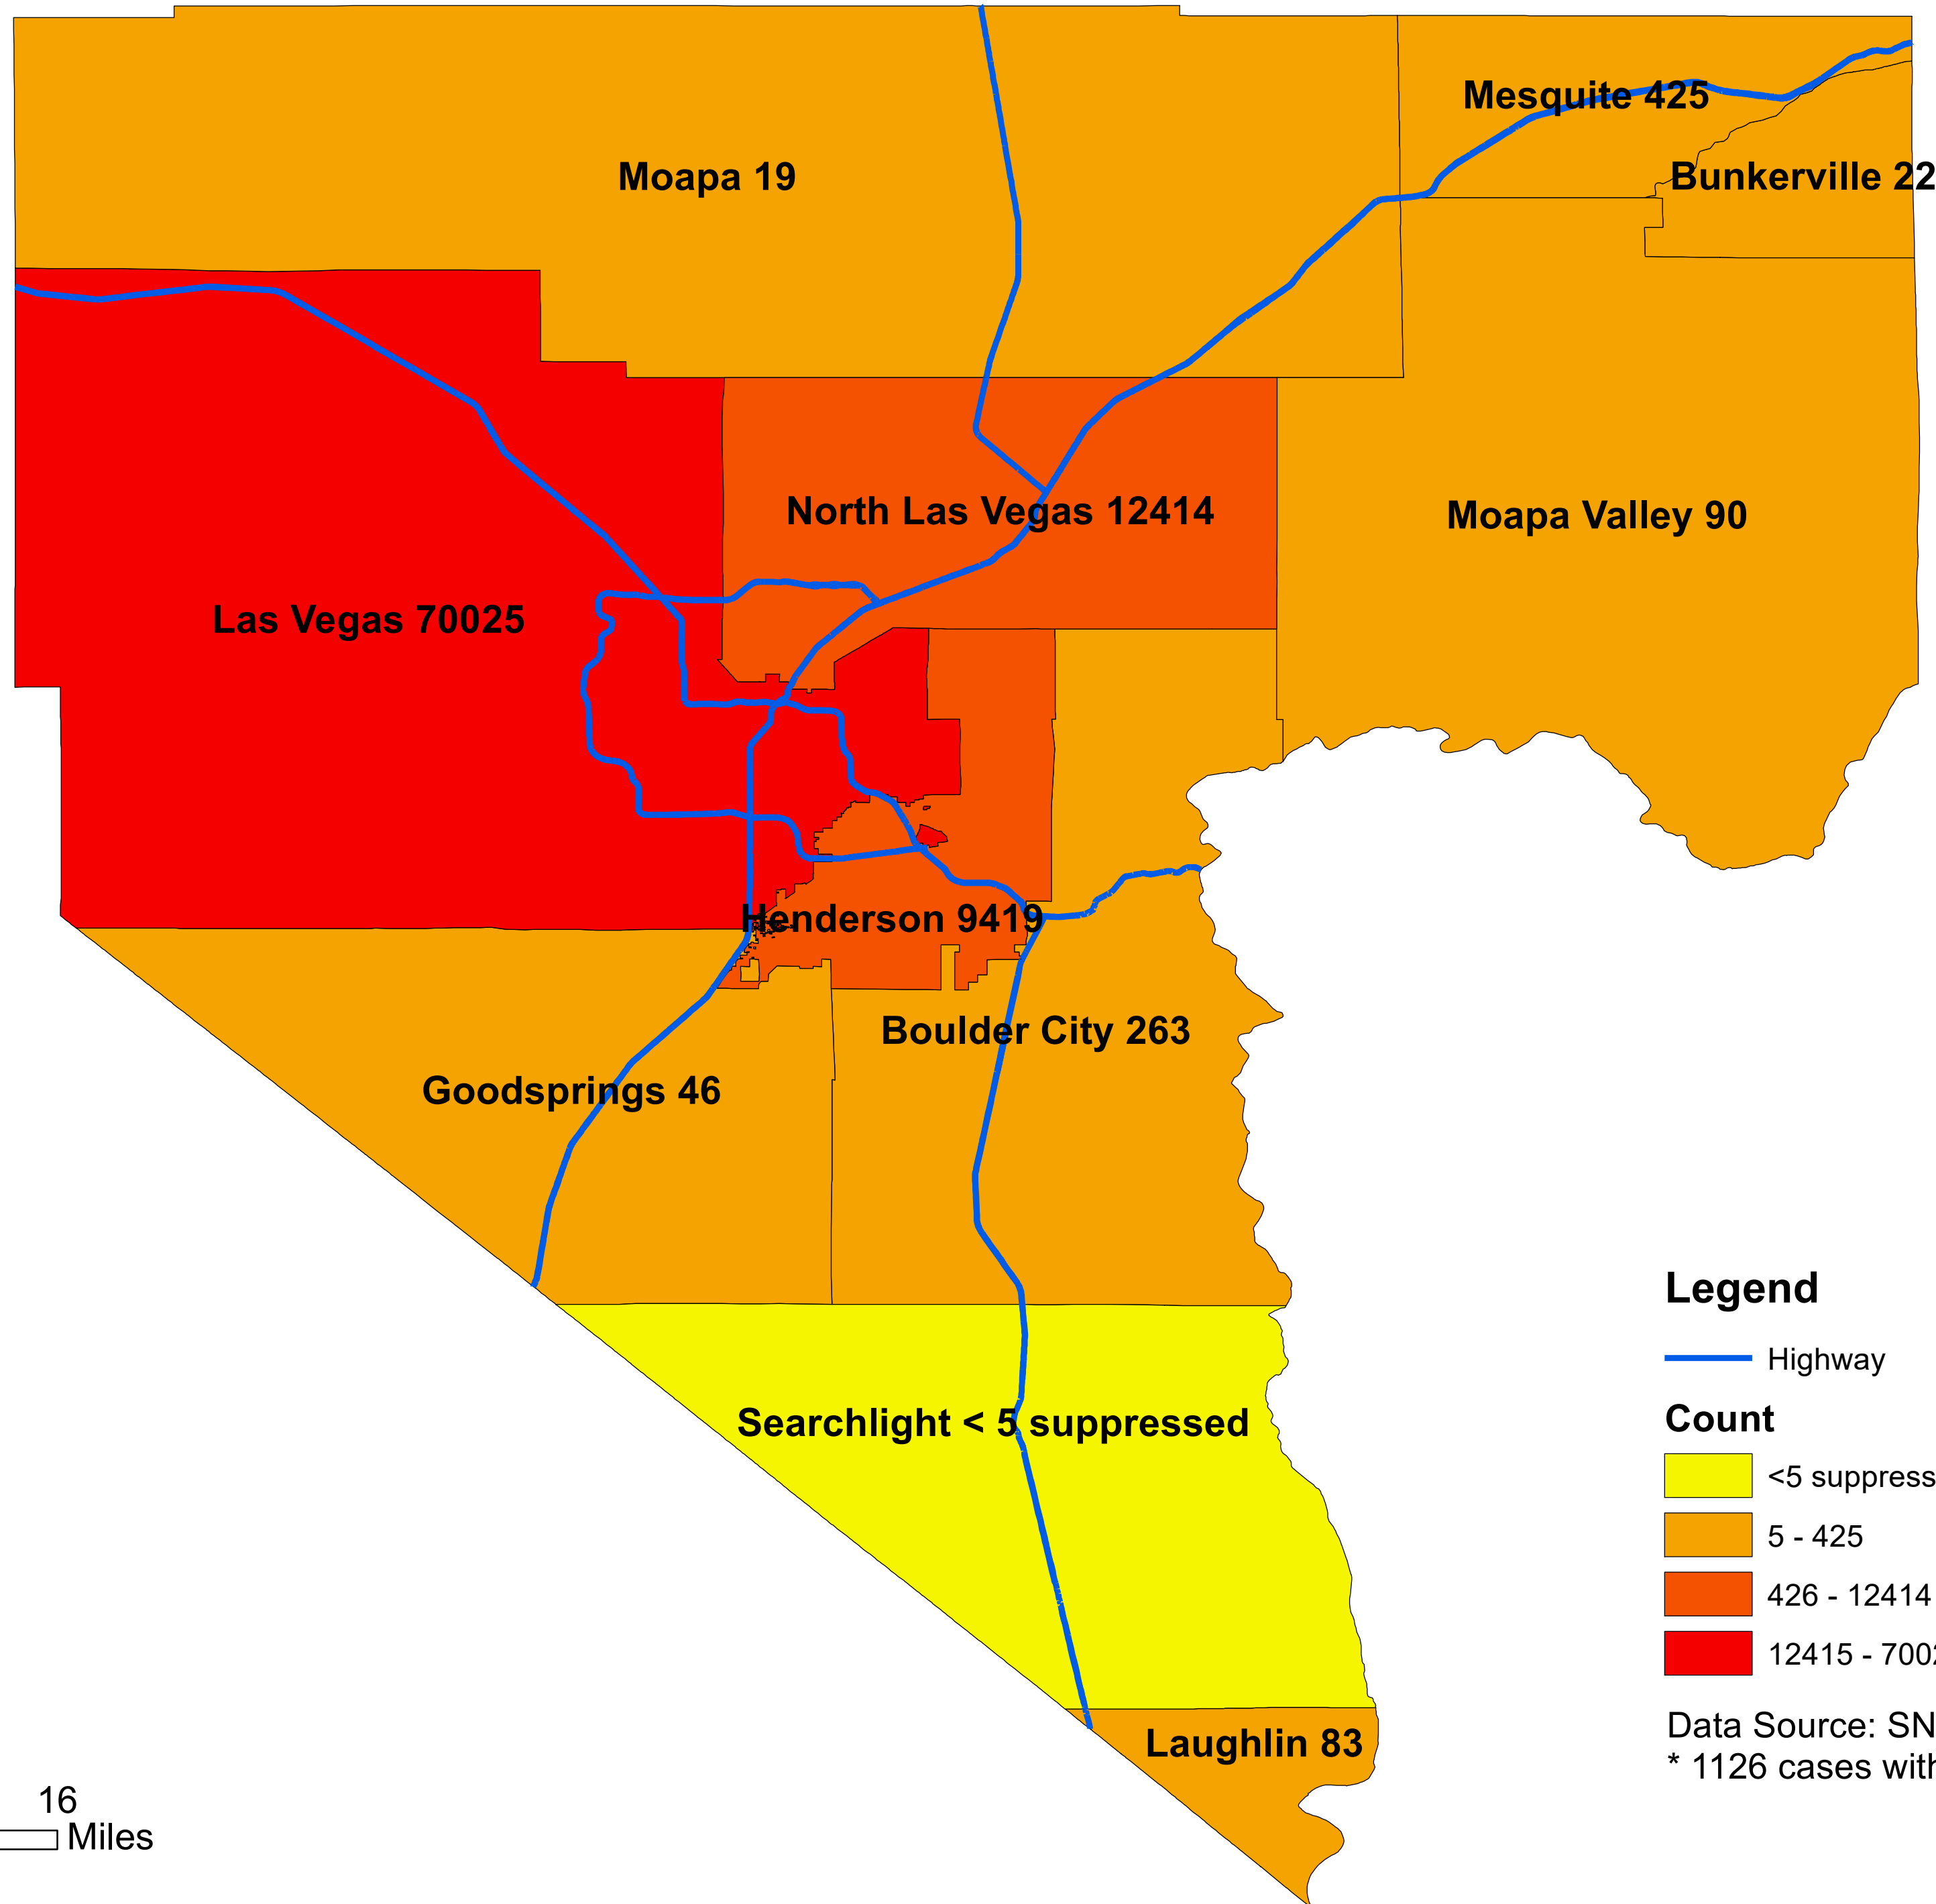 Mesquite 425
Moapa 19
Bunkerville 22
North Las Vegas 12414
Moapa Valley 90
Las Vegas 70025
Henderson 9419
Boulder City 263
Goodsprings 46
Searchlight < 5 suppressed
Laughlin 83
Legend
Highway
Count
<5 suppress
5 - 425
426 - 12414
12415 - 7002
Data Source: SN
* 1126 cases with
16
Miles